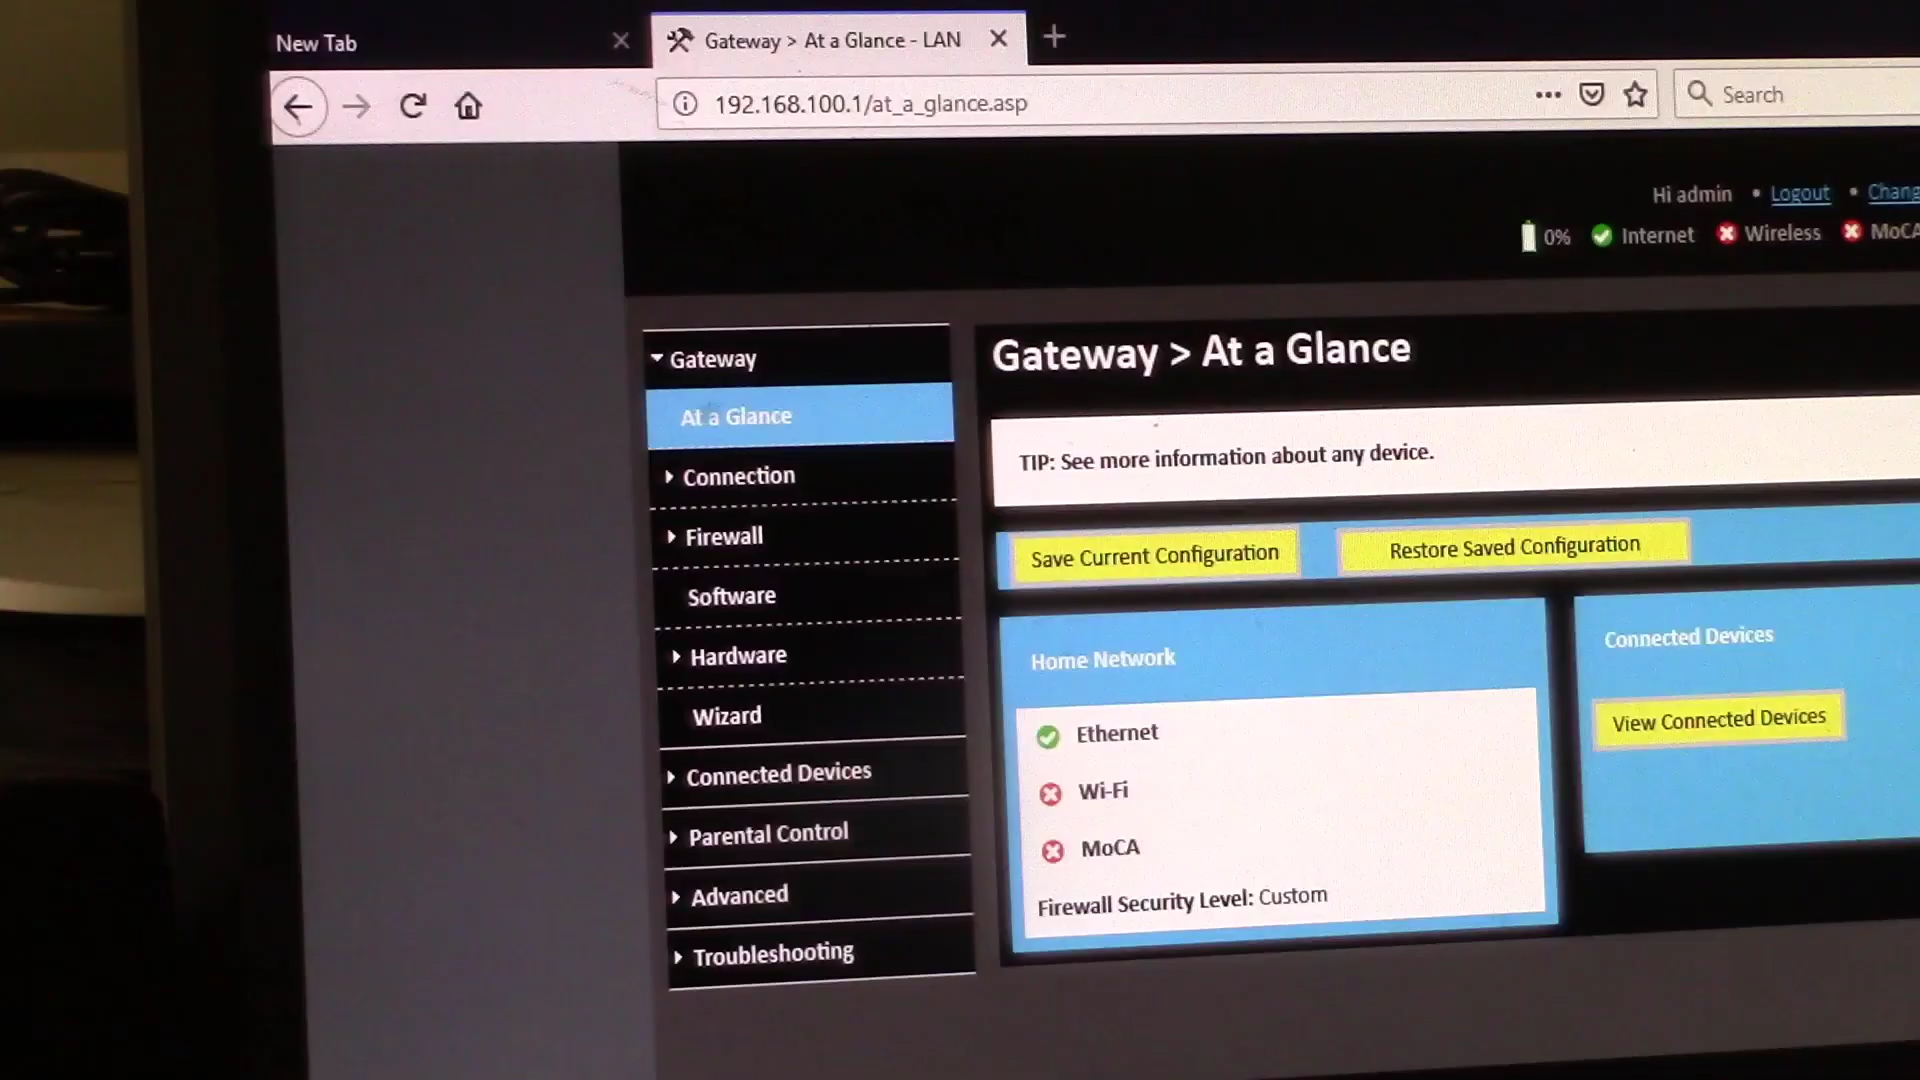 New Tab
Gateway > At a Glance - LAN
192.168.100.1/at_a_glance.asp
Search
Hi admin • Logout • Chang
0% Internet Wireless MoCA
Gateway
At a Glance
Connection
Firewall
Software
Hardware
Wizard
Connected Devices
Parental Control
Advanced
Troubleshooting
Gateway > At a Glance
TIP: See more information about any device.
Save Current Configuration
Restore Saved Configuration
Home Network
Ethernet
Wi-Fi
MoCA
Firewall Security Level: Custom
Connected Devices
View Connected Devices